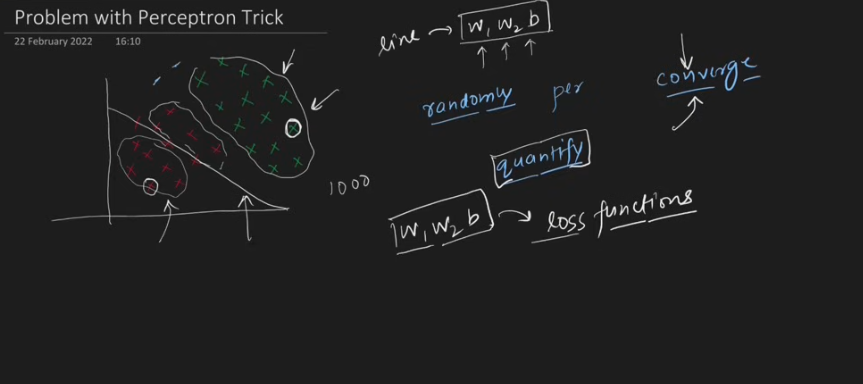 Problem with Perceptron Trick
22 February 2022 16:10
line → w₁ w₂ b
randomly per
converge
quantify
1000
w₁ w₂ b → loss functions